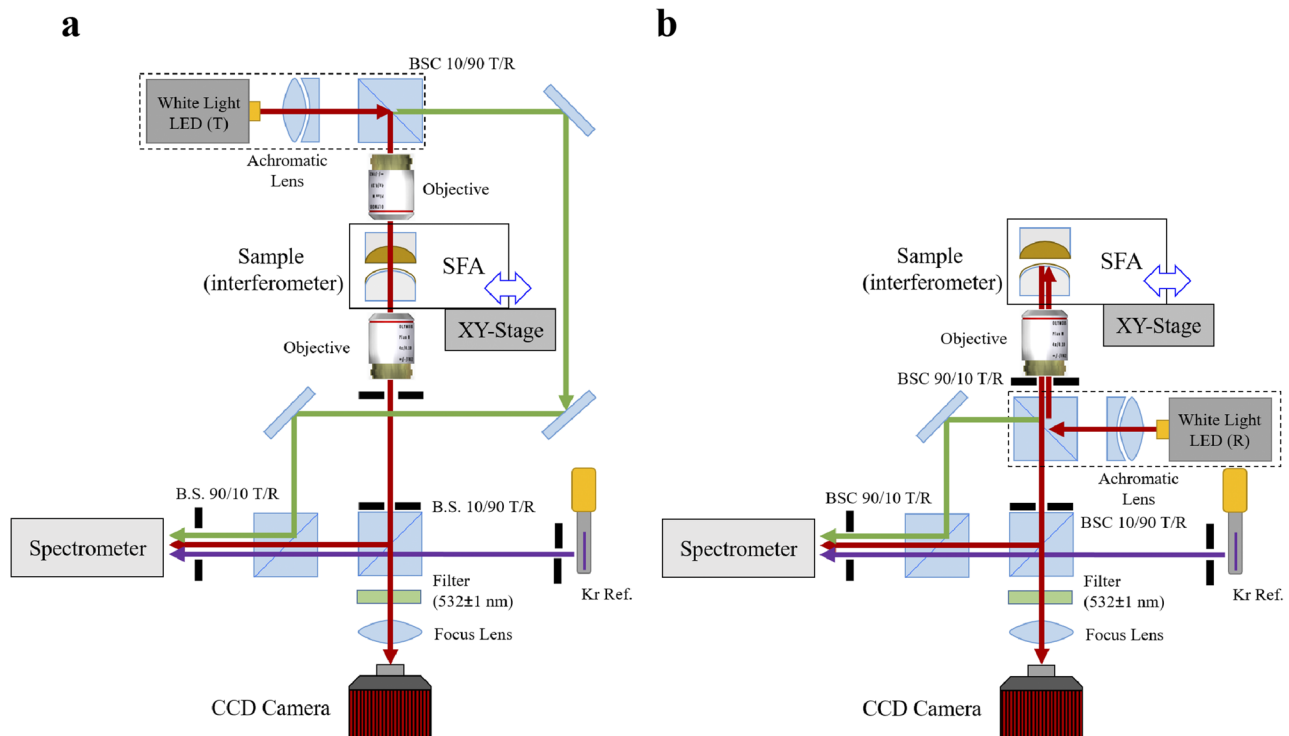 a
BSC 10/90 T/R
White Light
LED (T)
Achromatic
Lens
Objective
Sample
(interferometer)
SFA
XY-Stage
Objective
B.S. 90/10 T/R
B.S. 10/90 T/R
Spectrometer
Filter
(532±1 nm)
Kr Ref.
Focus Lens
CCD Camera
b
Sample
(interferometer)
SFA
XY-Stage
Objective
BSC 90/10 T/R
White Light
LED (R)
Achromatic
Lens
BSC 90/10 T/R
BSC 10/90 T/R
Spectrometer
Filter
(532±1 nm)
Kr Ref.
Focus Lens
CCD Camera